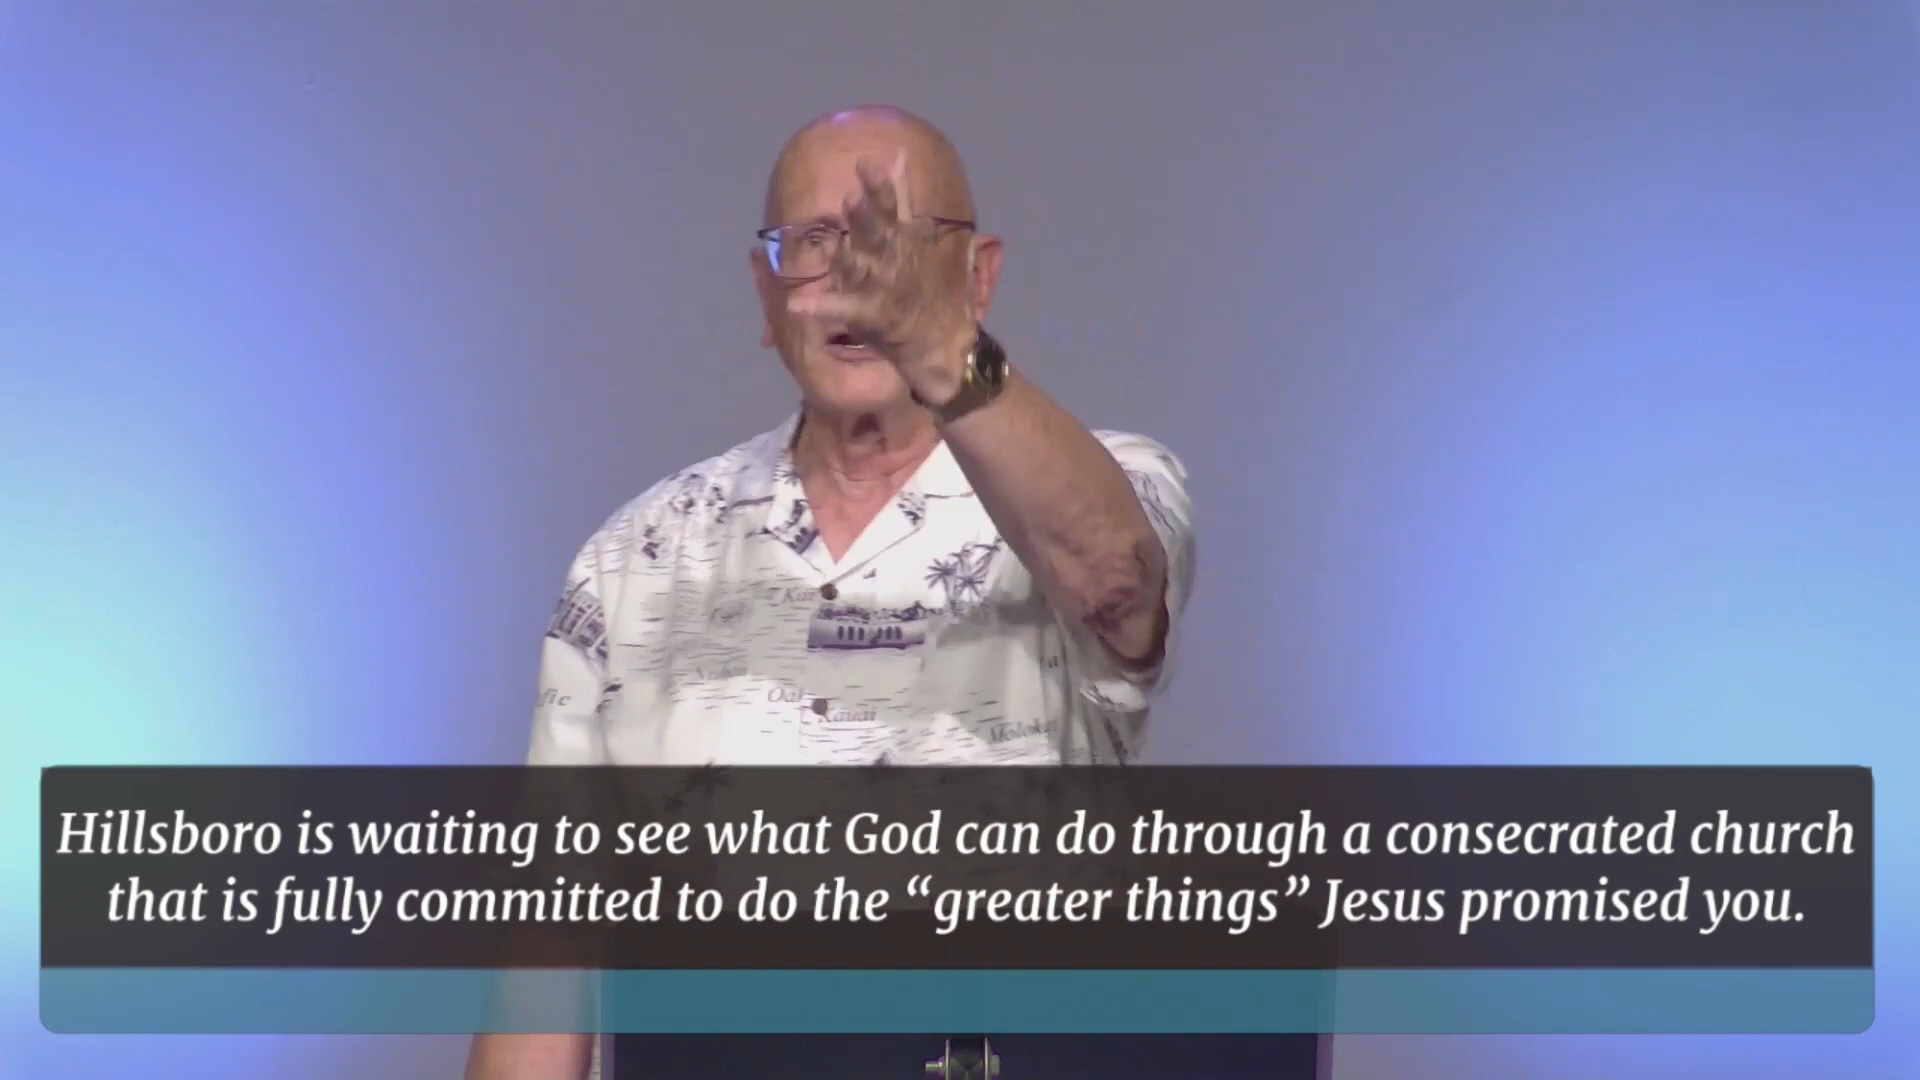 Kauai
Hillsboro is waiting to see what God can do through a consecrated church
that is fully committed to do the “greater things” Jesus promised you.